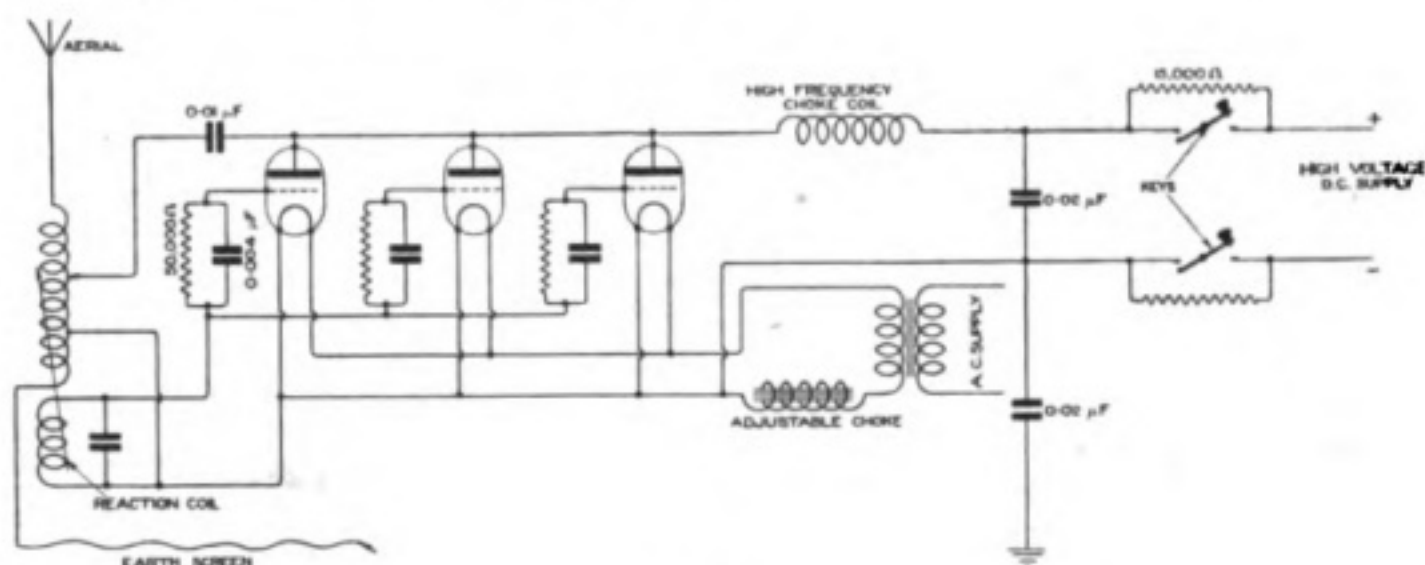 AERIAL
0·01 μF
HIGH FREQUENCY
CHOKE COIL
15,000 Ω
+
KEYS
HIGH VOLTAGE
D.C. SUPPLY
50,000 Ω
0·004 μF
0·02 μF
−
A.C. SUPPLY
ADJUSTABLE CHOKE
0·02 μF
REACTION COIL
EARTH SCREEN